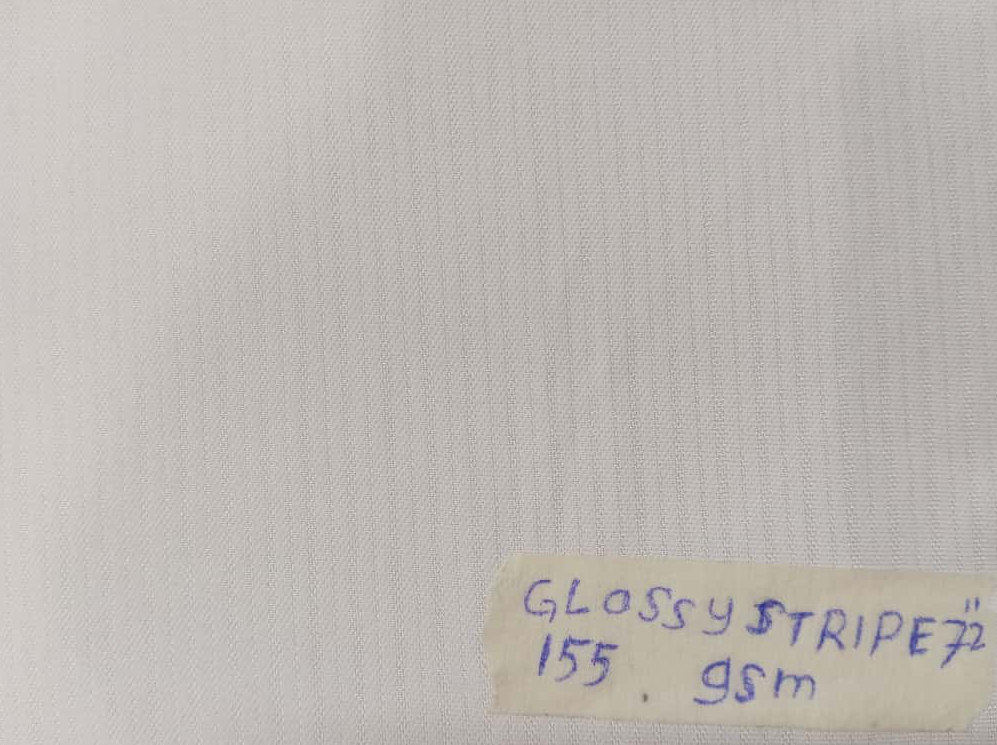 GLOSSY STRIPE 72"
155 gsm